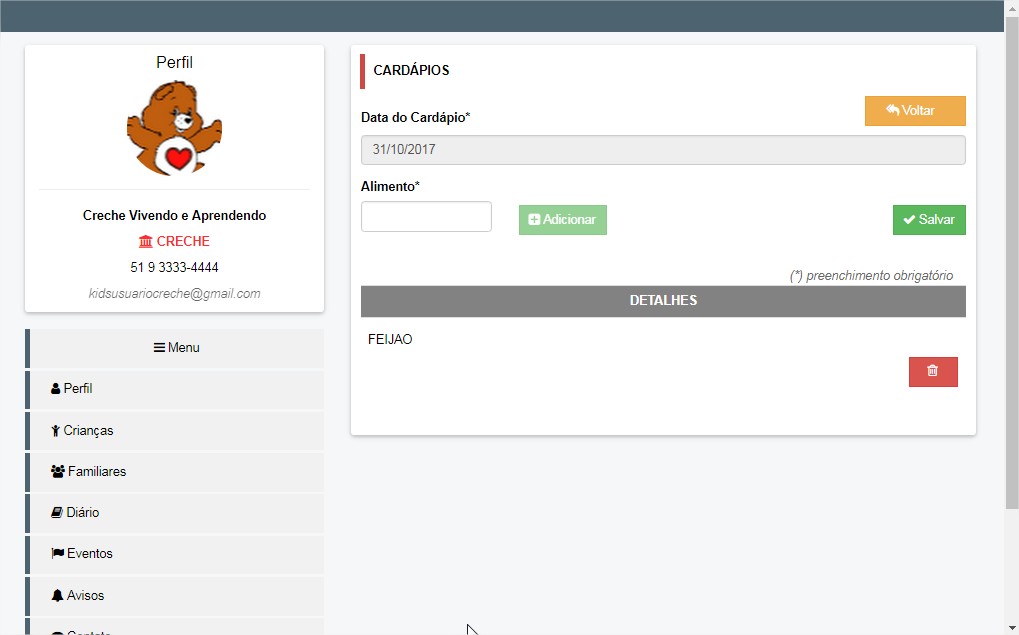 Perfil
Creche Vivendo e Aprendendo
CRECHE
51 9 3333-4444
kidsusuariocreche@gmail.com
Menu
Perfil
Crianças
Familiares
Diário
Eventos
Avisos
Contato
CARDÁPIOS
Voltar
Data do Cardápio*
31/10/2017
Alimento*
Adicionar
Salvar
(*) preenchimento obrigatório
DETALHES
FEIJAO